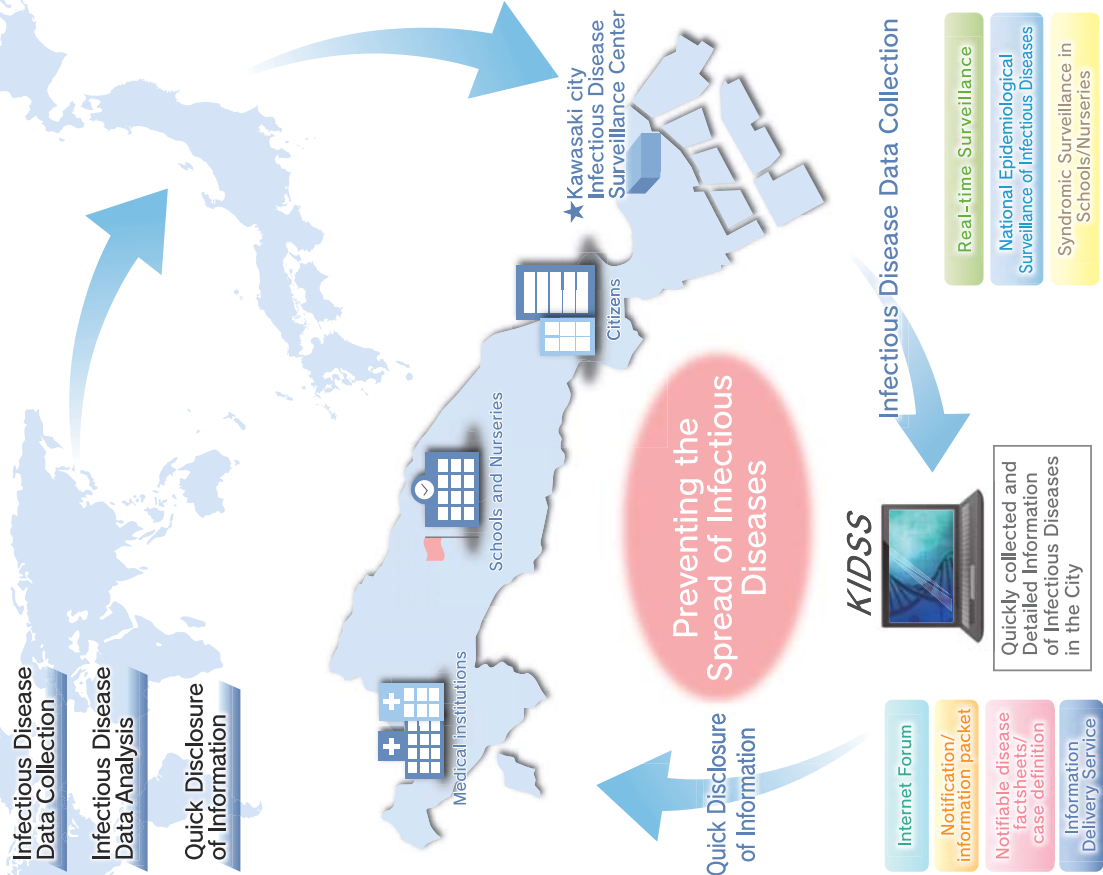 Infectious Disease
Data Collection
Infectious Disease
Data Analysis
Quick Disclosure
of Information
★Kawasaki city
Infectious Disease
Surveillance Center
Citizens
Schools and Nurseries
Medical institutions
Preventing the
Spread of Infectious
Diseases
Quick Disclosure
of Information
Infectious Disease Data Collection
KIDSS
Quickly collected and
Detailed Information
of Infectious Diseases
in the City
Real-time Surveillance
National Epidemiological
Surveillance of Infectious Diseases
Syndromic Surveillance in
Schools/Nurseries
Internet Forum
Notification/
information packet
Notifiable disease
factsheets/
case definition
Information
Delivery Service